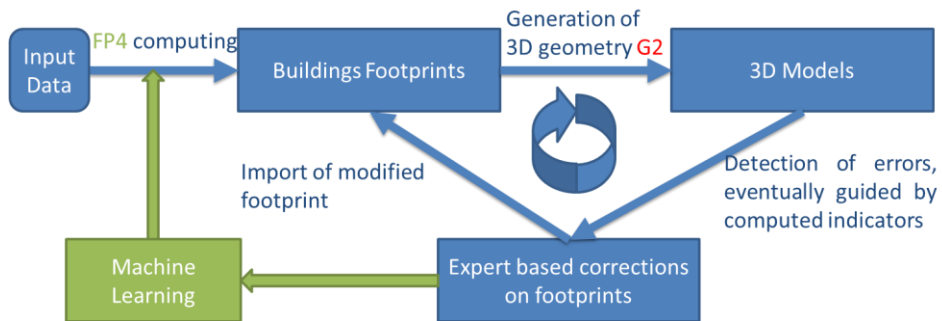 Input
Data
FP4 computing
Buildings Footprints
Generation of
3D geometry G2
3D Models
Import of modified
footprint
Detection of errors,
eventually guided by
computed indicators
Machine
Learning
Expert based corrections
on footprints